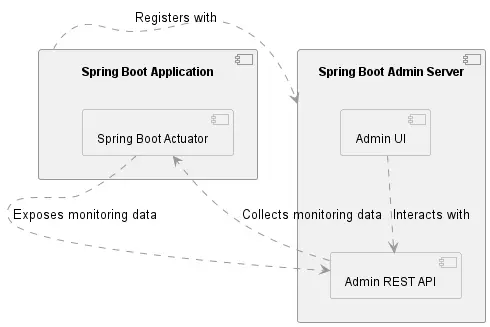 Registers with
Spring Boot Application
Spring Boot Admin Server
Spring Boot Actuator
Admin UI
Exposes monitoring data
Collects monitoring data
Interacts with
Admin REST API